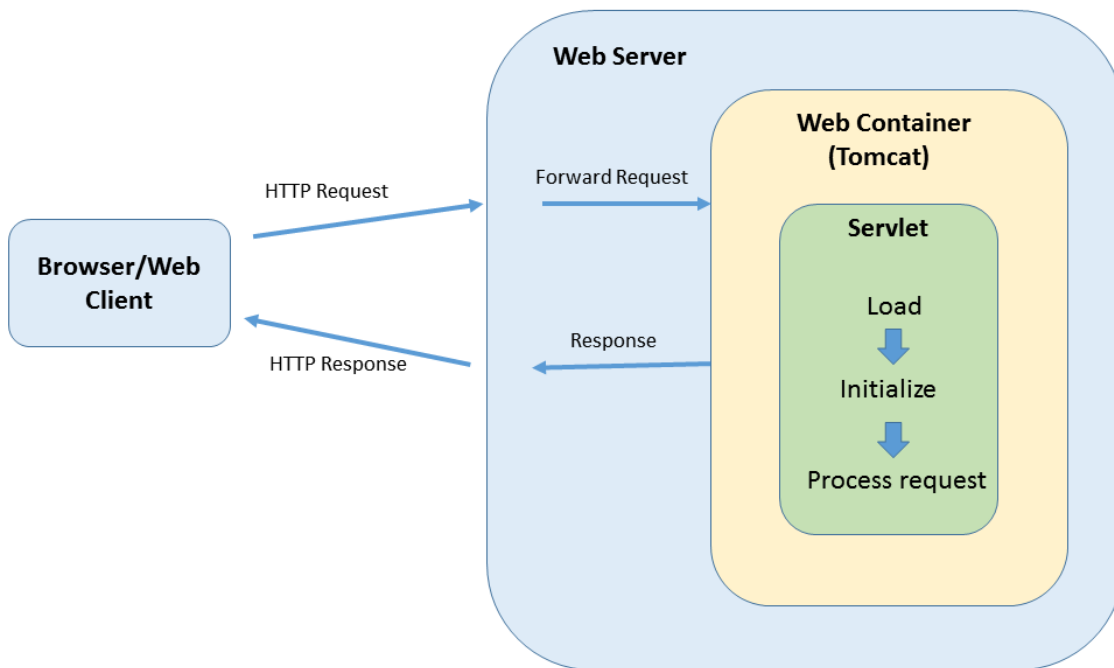 Web Server
Web Container
(Tomcat)
HTTP Request
Forward Request
Servlet
Browser/Web
Client
Load
Response
HTTP Response
Initialize
Process request